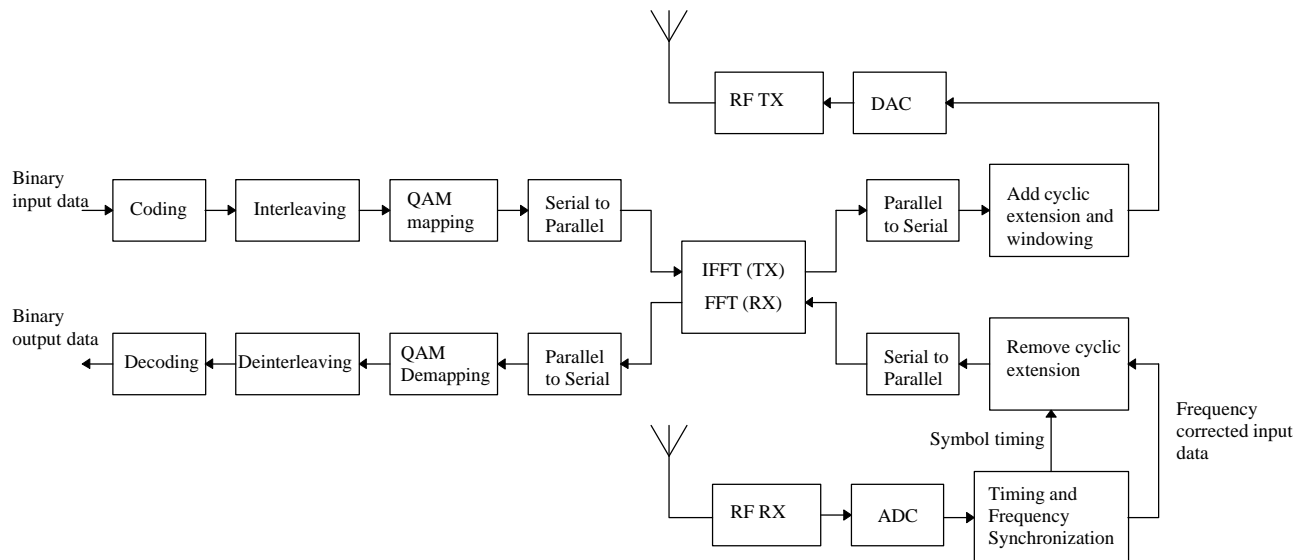 RF TX
DAC
Binary
input data
Coding
Interleaving
QAM
mapping
Serial to
Parallel
IFFT (TX)
FFT (RX)
Parallel
to Serial
Add cyclic
extension and
windowing
Binary
output data
Decoding
Deinterleaving
QAM
Demapping
Parallel
to Serial
Serial to
Parallel
Remove cyclic
extension
Symbol timing
Frequency
corrected input
data
RF RX
ADC
Timing and
Frequency
Synchronization